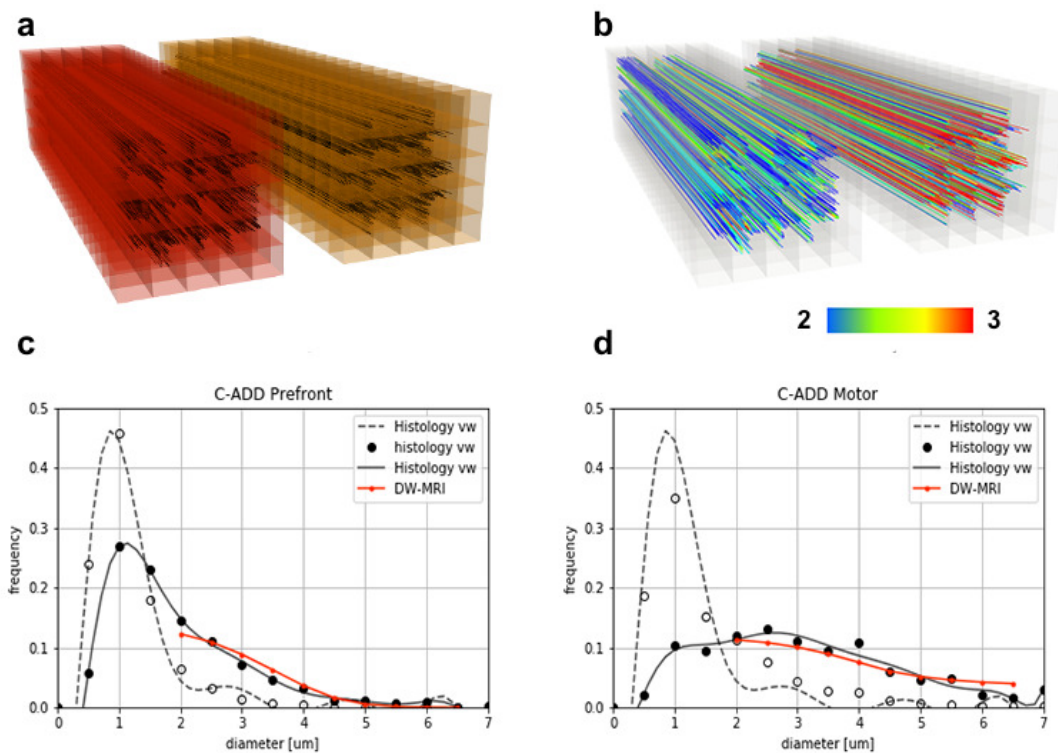 a
b
2 3
c
d
C-ADD Prefront
0.5
0.4
0.3
0.2
0.1
0.0
frequency
0 1 2 3 4 5 6 7
diameter [um]
Histology vw
histology vw
Histology vw
DW-MRI
C-ADD Motor
0.5
0.4
0.3
0.2
0.1
0.0
frequency
0 1 2 3 4 5 6 7
diameter [um]
Histology vw
Histology vw
Histology vw
DW-MRI